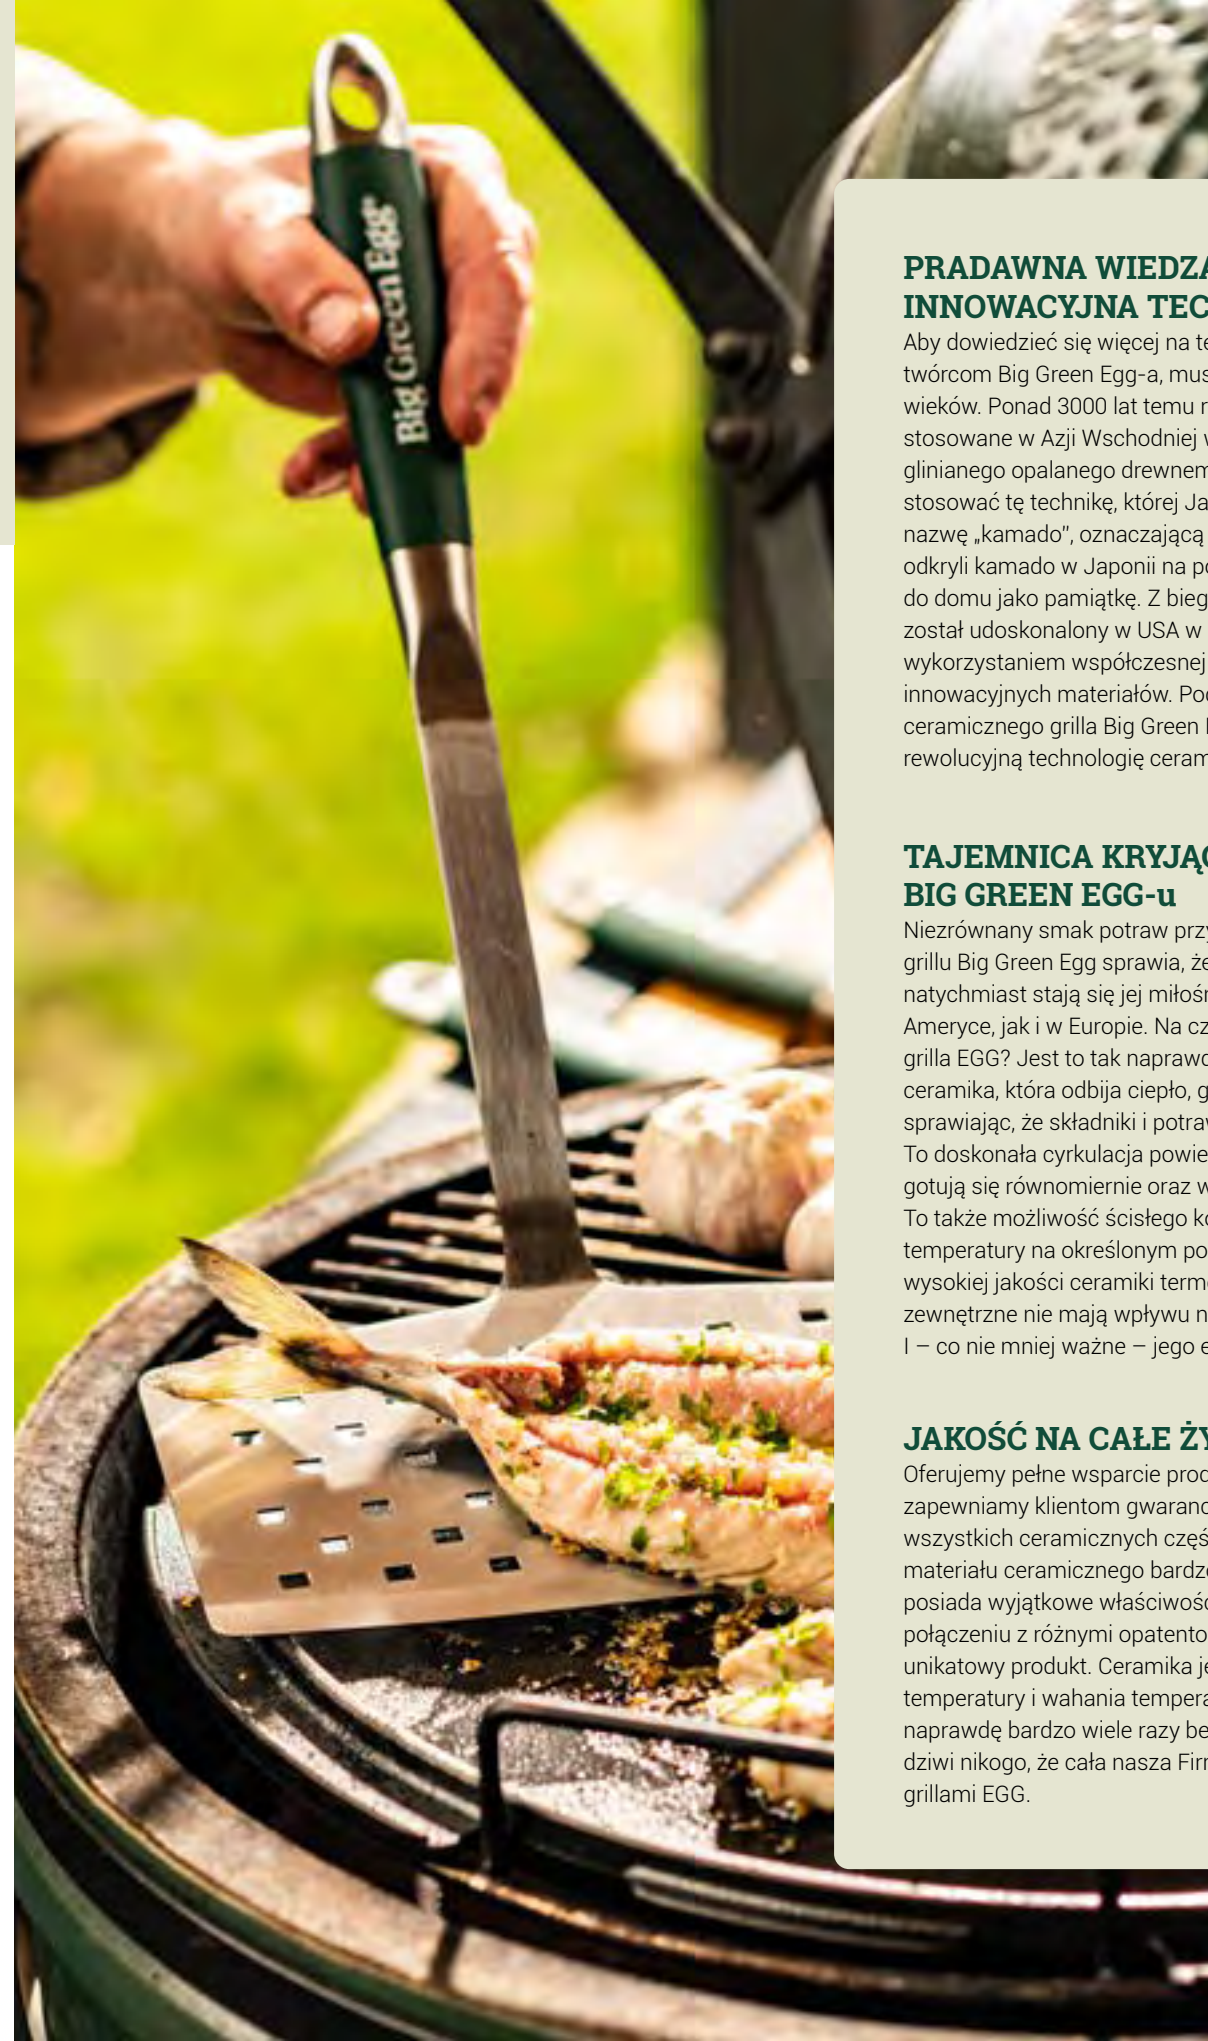 Big Green Egg®
PRADAWNA WIEDZA
INNOWACYJNA TEC
Aby dowiedzieć się więcej na te
twórcom Big Green Egg-a, mus
wieków. Ponad 3000 lat temu r
stosowane w Azji Wschodniej w
glinianego opalanego drewnem
stosować tę technikę, której Ja
nazwę „kamado”, oznaczającą
odkryli kamado w Japonii na po
do domu jako pamiątkę. Z bieg
został udoskonalony w USA w
wykorzystaniem współczesnej
innowacyjnych materiałów. Pod
ceramicznego grilla Big Green E
rewolucyjną technologię ceram
TAJEMNICA KRYJĄC
BIG GREEN EGG-u
Niezrównany smak potraw przy
grillu Big Green Egg sprawia, że
natychmiast stają się jej miłośn
Ameryce, jak i w Europie. Na cz
grilla EGG? Jest to tak naprawd
ceramika, która odbija ciepło, g
sprawiając, że składniki i potraw
To doskonała cyrkulacja powie
gotują się równomiernie oraz w
To także możliwość ścisłego ko
temperatury na określonym po
wysokiej jakości ceramiki termo
zewnętrzne nie mają wpływu n
I – co nie mniej ważne – jego e
JAKOŚĆ NA CAŁE ŻY
Oferujemy pełne wsparcie prod
zapewniamy klientom gwaranc
wszystkich ceramicznych częś
materiału ceramicznego bardzo
posiada wyjątkowe właściwośc
połączeniu z różnymi opatento
unikatowy produkt. Ceramika je
temperatury i wahania tempera
naprawdę bardzo wiele razy be
dziwi nikogo, że cała nasza Firm
grillami EGG.